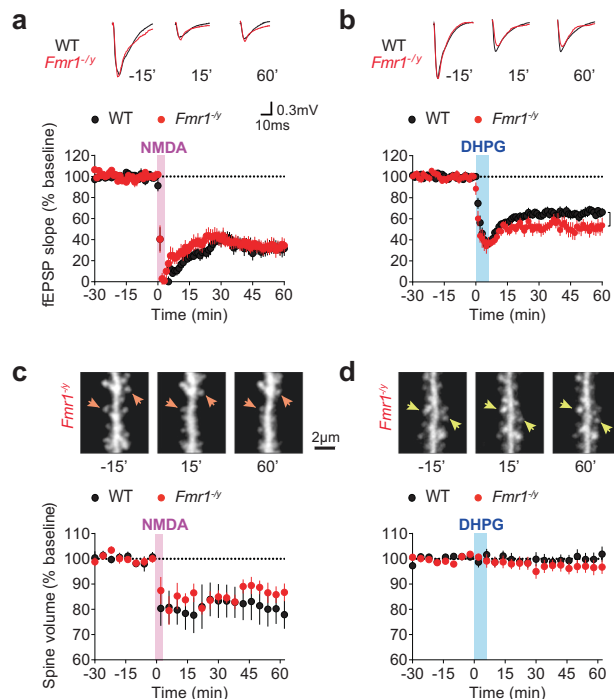 a
WT
Fmr1-/y
-15’ 15’ 60’
0.3mV
10ms
WT Fmr1-/y
NMDA
fEPSP slope (% baseline)
120
100
80
60
40
20
0
-30 -15 0 15 30 45 60
Time (min)
b
WT
Fmr1-/y
-15’ 15’ 60’
WT Fmr1-/y
DHPG
120
100
80
60
40
20
0
-30 -15 0 15 30 45 60
Time (min)
c
Fmr1-/y
-15’ 15’ 60’
2µm
WT Fmr1-/y
NMDA
Spine volume (% baseline)
110
100
90
80
70
60
-30 -15 0 15 30 45 60
Time (min)
d
Fmr1-/y
-15’ 15’ 60’
WT Fmr1-/y
DHPG
110
100
90
80
70
60
-30 -15 0 15 30 45 60
Time (min)